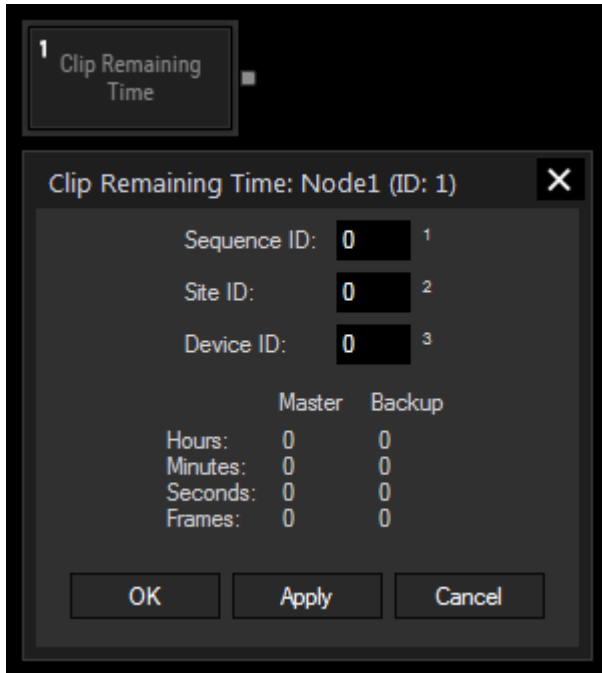 1
Clip Remaining
Time
Clip Remaining Time: Node1 (ID: 1)
Sequence ID: 0 1
Site ID: 0 2
Device ID: 0 3
Master Backup
Hours: 0 0
Minutes: 0 0
Seconds: 0 0
Frames: 0 0
OK Apply Cancel